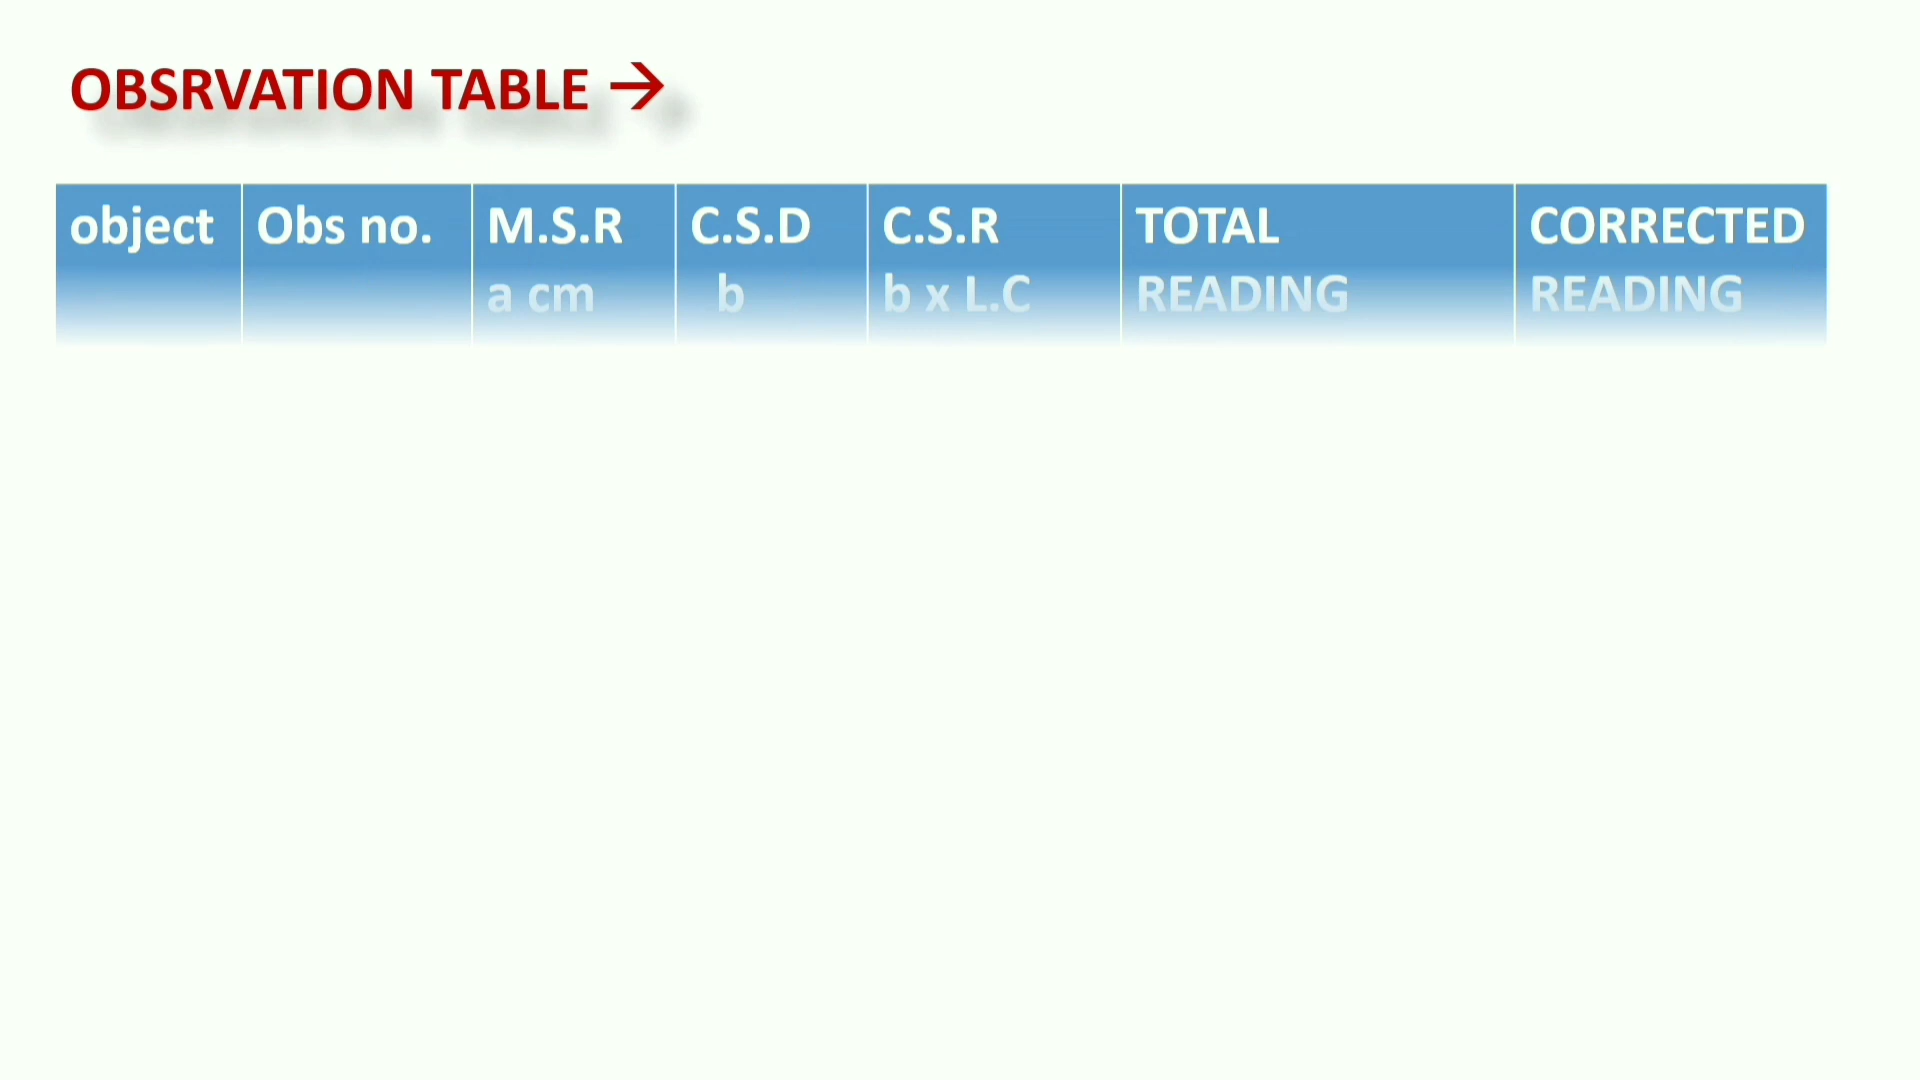 OBSRVATION TABLE →
object Obs no. M.S.R C.S.D C.S.R TOTAL CORRECTED
a cm b b x L.C READING READING